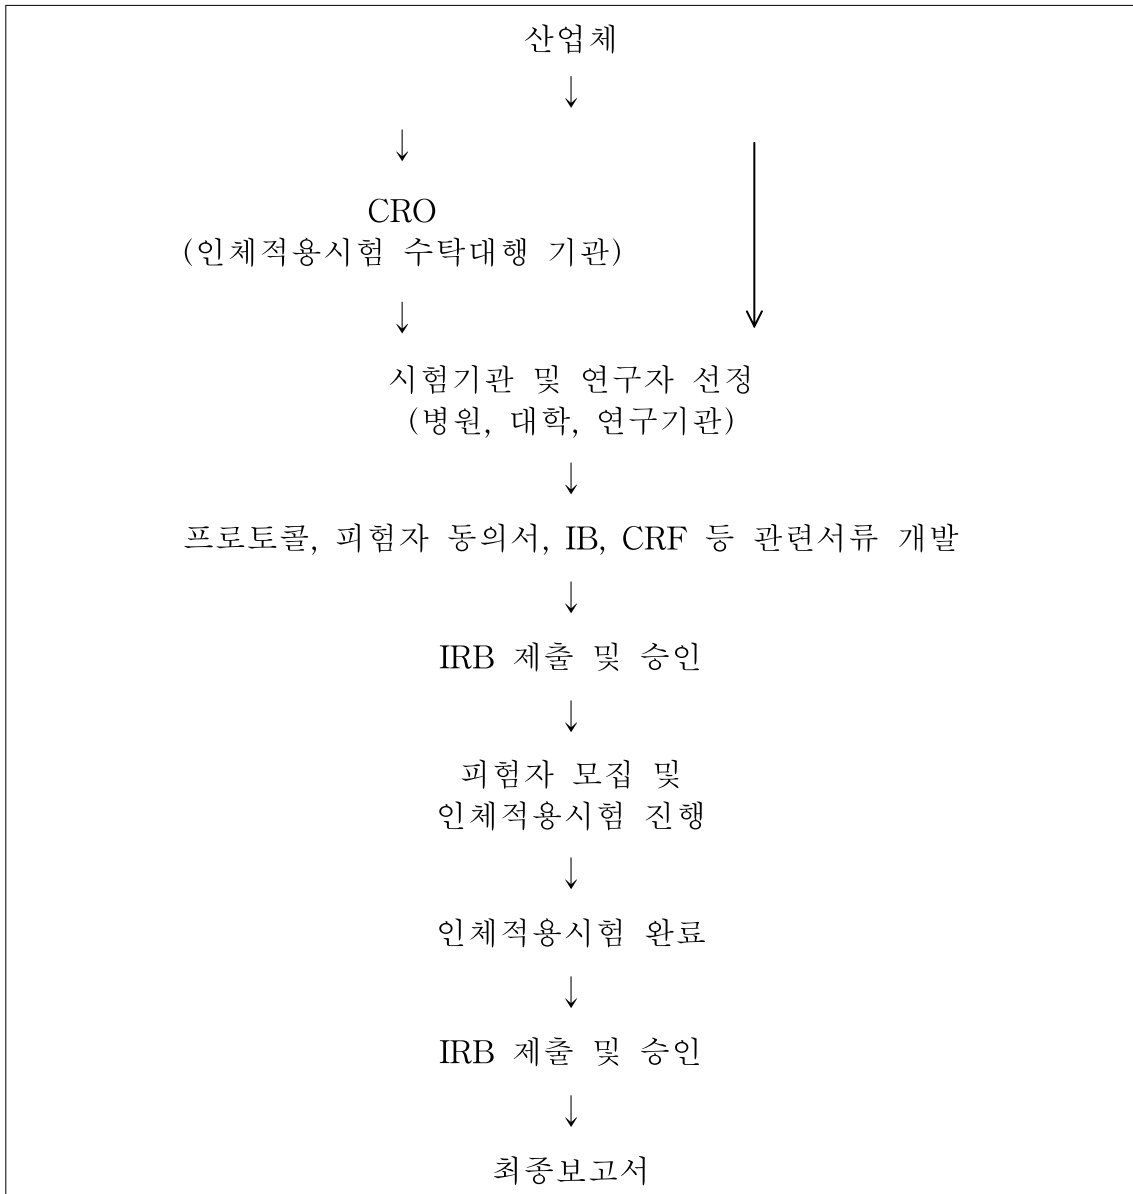 산업체
↓
↓
CRO
(인체적용시험 수탁대행 기관)
↓
시험기관 및 연구자 선정
(병원, 대학, 연구기관)
↓
프로토콜, 피험자 동의서, IB, CRF 등 관련서류 개발
↓
IRB 제출 및 승인
↓
피험자 모집 및
인체적용시험 진행
↓
인체적용시험 완료
↓
IRB 제출 및 승인
↓
최종보고서